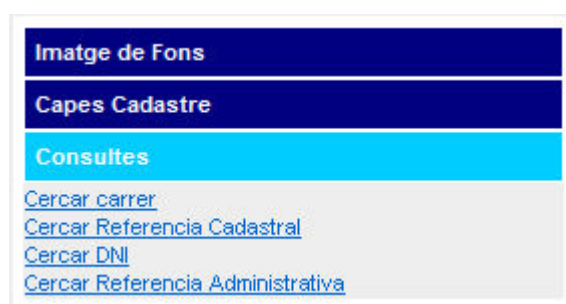 Imatge de Fons
Capes Cadastre
Consultes
Cercar carrer
Cercar Referencia Cadastral
Cercar DNI
Cercar Referencia Administrativa